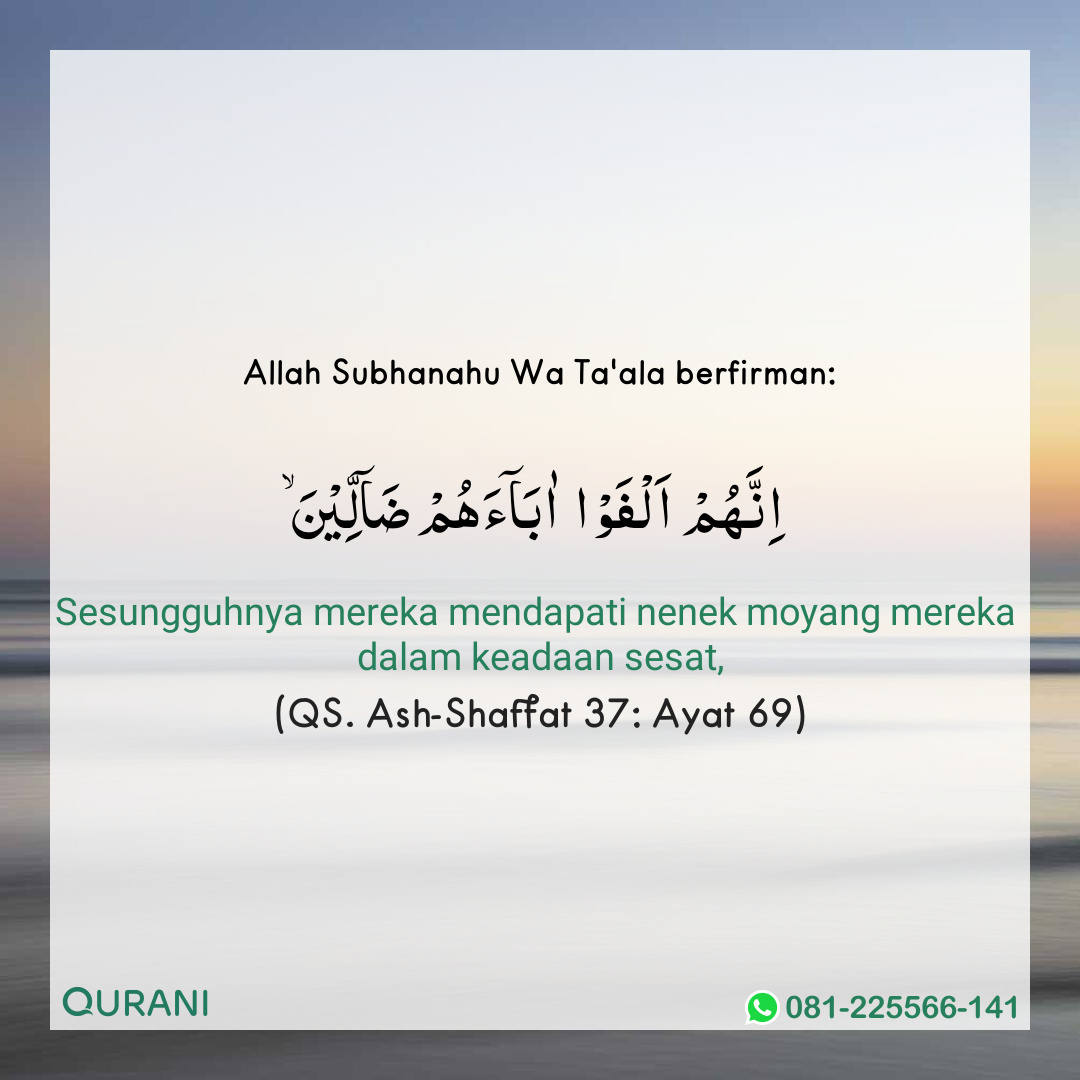 Allah Subhanahu Wa Ta'ala berfirman:
اِنَّهُمْ اَلْفَوْا اٰبَآءَهُمْ ضَآلِّيْنَ ۙ
Sesungguhnya mereka mendapati nenek moyang mereka
dalam keadaan sesat,
(QS. Ash-Shaffat 37: Ayat 69)
QURANI
081-225566-141